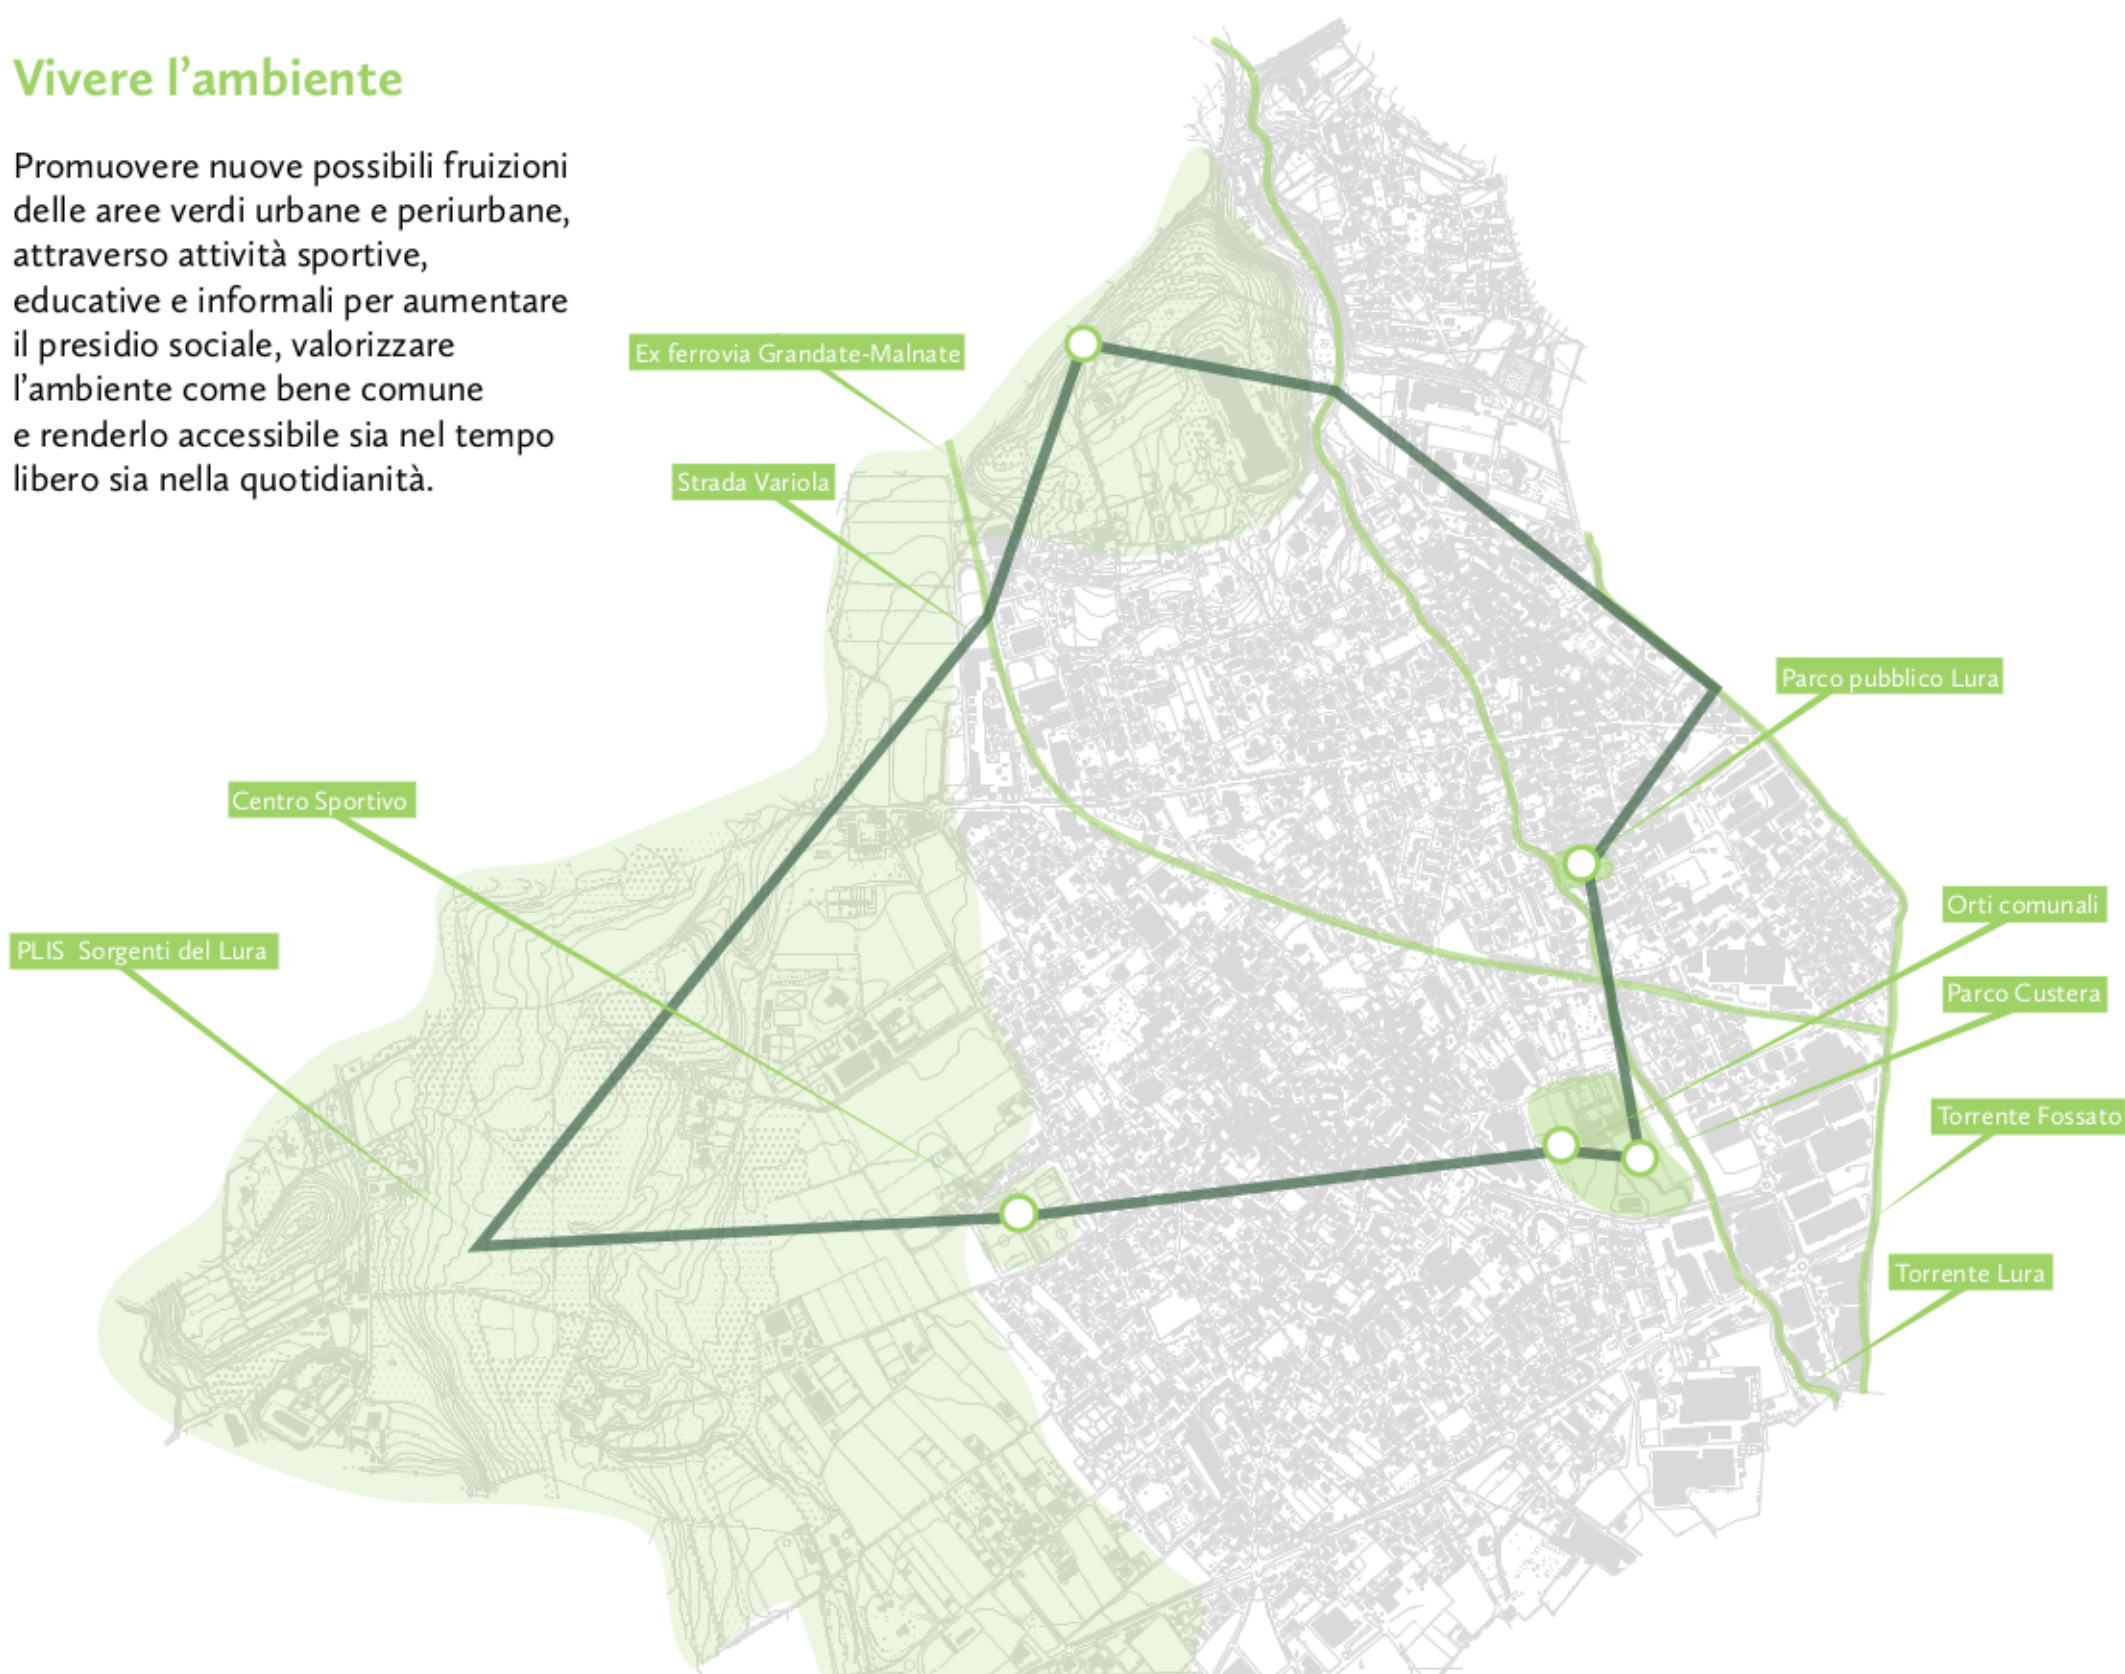 Vivere l’ambiente
Promuovere nuove possibili fruizioni
delle aree verdi urbane e periurbane,
attraverso attività sportive,
educative e informali per aumentare
il presidio sociale, valorizzare
l’ambiente come bene comune
e renderlo accessibile sia nel tempo
libero sia nella quotidianità.
Ex ferrovia Grandate-Malnate
Strada Variola
Parco pubblico Lura
Centro Sportivo
Orti comunali
PLIS Sorgenti del Lura
Parco Custera
Torrente Fossato
Torrente Lura